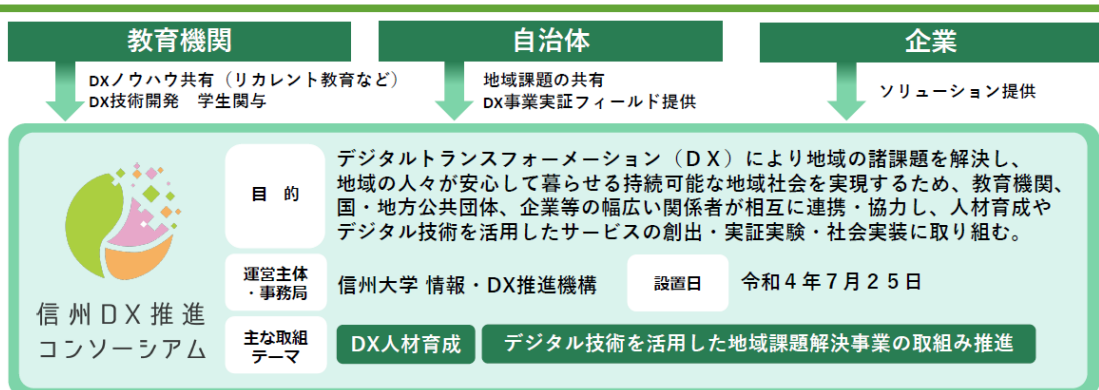 教育機関
自治体
企業
DXノウハウ共有（リカレント教育など）
DX技術開発　学生関与
地域課題の共有
DX事業実証フィールド提供
ソリューション提供
目 的
デジタルトランスフォーメーション（ＤＸ）により地域の諸課題を解決し、
地域の人々が安心して暮らせる持続可能な地域社会を実現するため、教育機関、
国・地方公共団体、企業等の幅広い関係者が相互に連携・協力し、人材育成や
デジタル技術を活用したサービスの創出・実証実験・社会実装に取り組む。
運営主体
・事務局
信州大学 情報・DX推進機構
設置日
令和４年７月２５日
信州DX推進
コンソーシアム
主な取組
テーマ
DX人材育成
デジタル技術を活用した地域課題解決事業の取組み推進